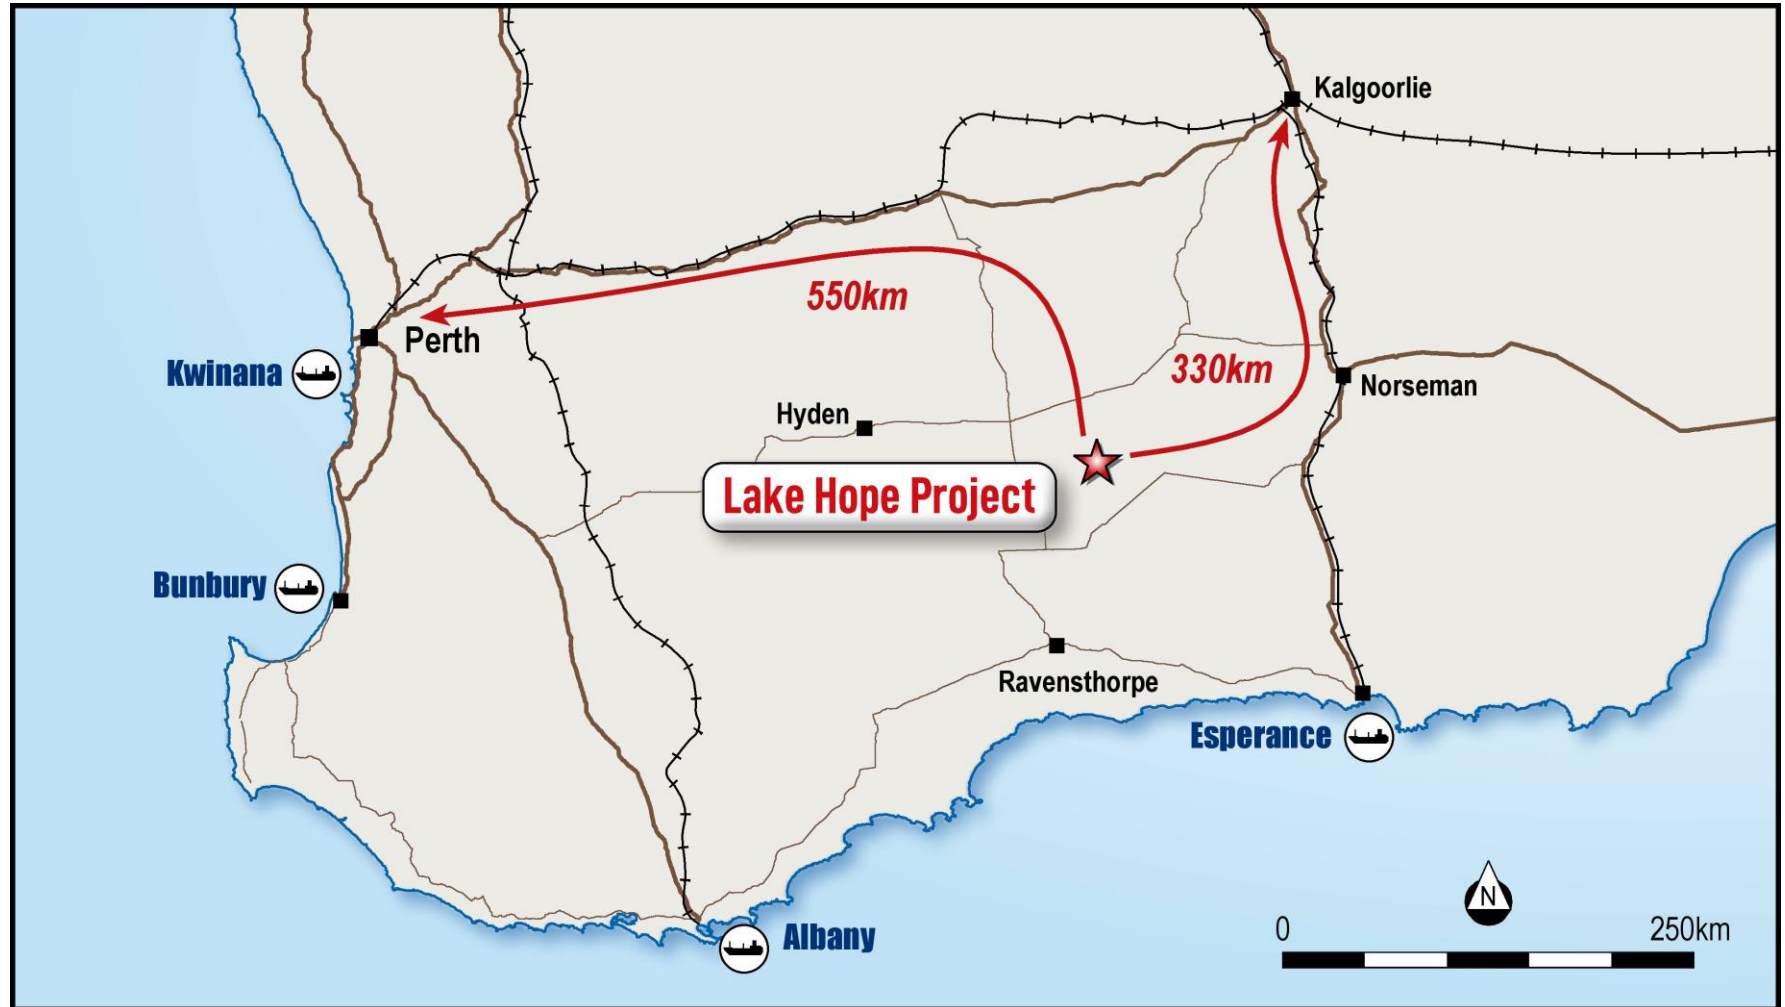 Kalgoorlie
550km
Perth
Kwinana
330km
Norseman
Hyden
Lake Hope Project
Bunbury
Ravensthorpe
Esperance
Albany
N
0
250km